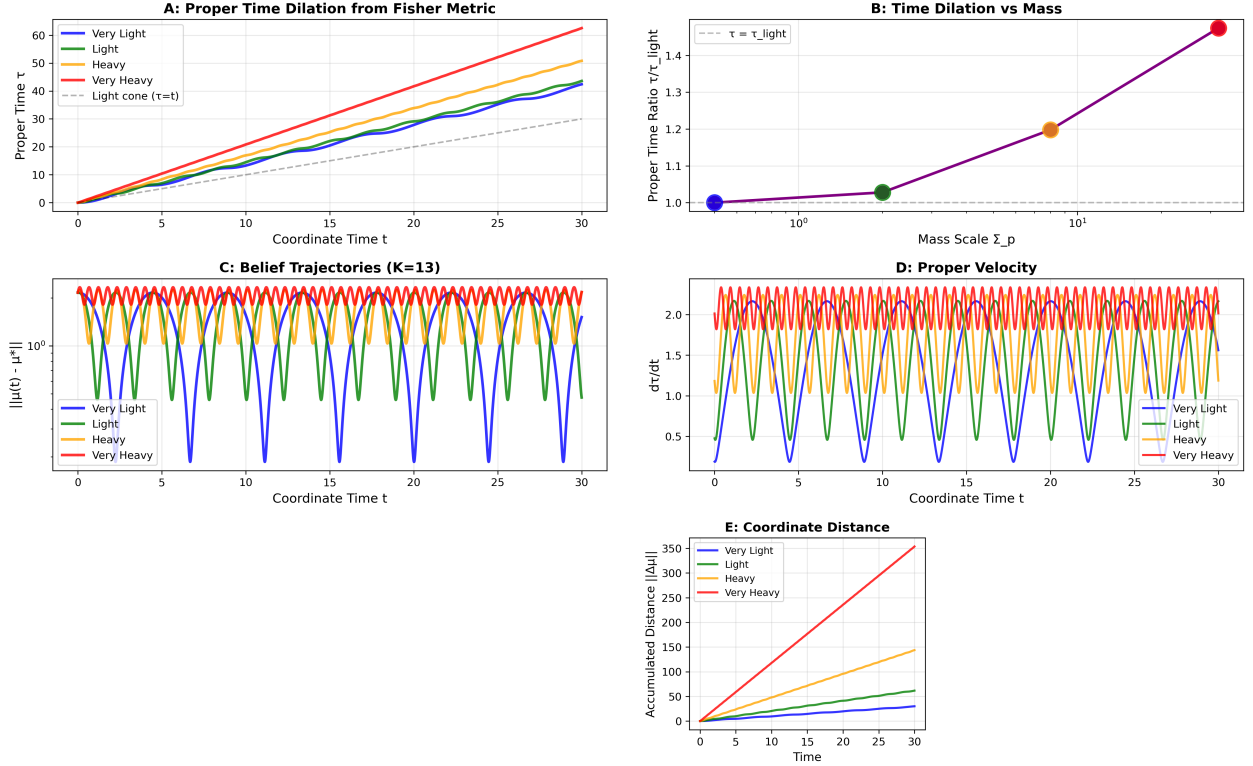 A: Proper Time Dilation from Fisher Metric
Proper Time τ
60
50
40
30
20
10
0
Very Light
Light
Heavy
Very Heavy
Light cone (τ=t)
0 5 10 15 20 25 30
Coordinate Time t
B: Time Dilation vs Mass
Proper Time Ratio τ/τ_light
1.4
1.3
1.2
1.1
1.0
τ = τ_light
10⁰ 10¹
Mass Scale Σ_p
C: Belief Trajectories (K=13)
||μ(t) - μ*||
10⁰
Very Light
Light
Heavy
Very Heavy
0 5 10 15 20 25 30
Coordinate Time t
D: Proper Velocity
dτ/dt
2.0
1.5
1.0
0.5
Very Light
Light
Heavy
Very Heavy
0 5 10 15 20 25 30
Coordinate Time t
E: Coordinate Distance
Accumulated Distance ||Δμ||
350
300
250
200
150
100
50
0
Very Light
Light
Heavy
Very Heavy
0 5 10 15 20 25 30
Time